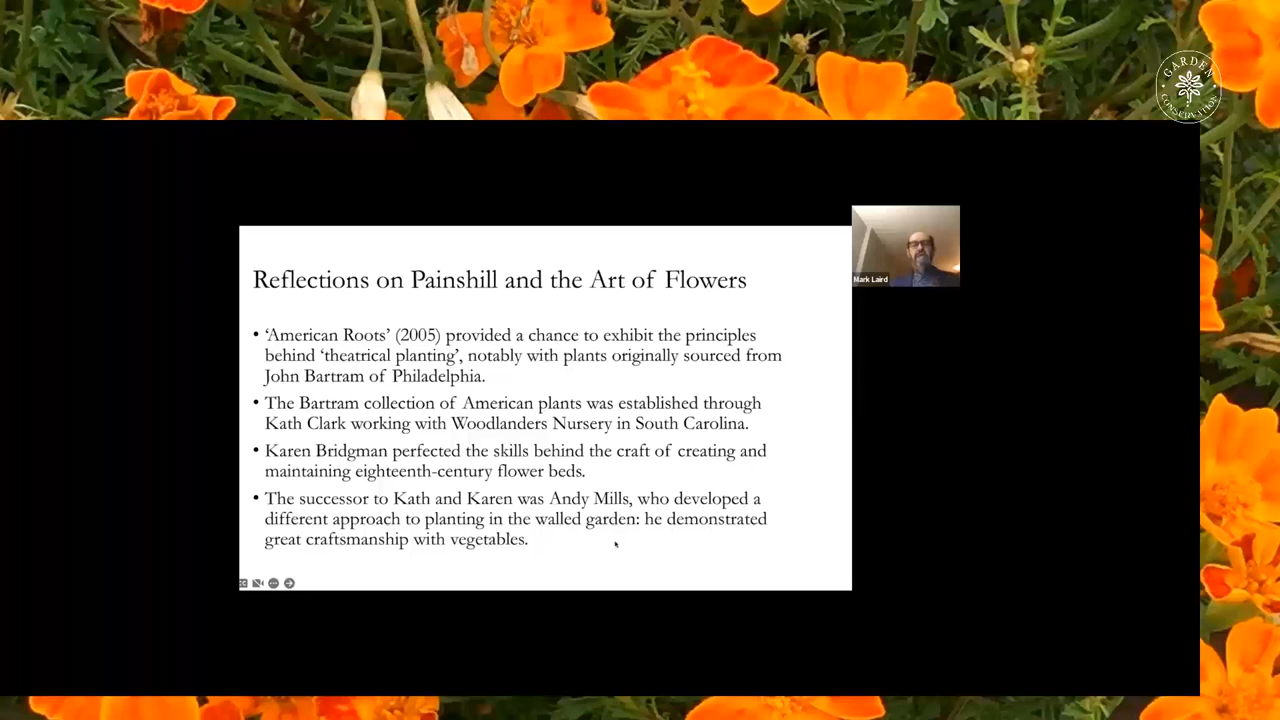 GARDEN
CONSERVATION
Mark Laird
Reflections on Painshill and the Art of Flowers
• ‘American Roots’ (2005) provided a chance to exhibit the principles
behind ‘theatrical planting’, notably with plants originally sourced from
John Bartram of Philadelphia.
• The Bartram collection of American plants was established through
Kath Clark working with Woodlanders Nursery in South Carolina.
• Karen Bridgman perfected the skills behind the craft of creating and
maintaining eighteenth-century flower beds.
• The successor to Kath and Karen was Andy Mills, who developed a
different approach to planting in the walled garden: he demonstrated
great craftsmanship with vegetables.